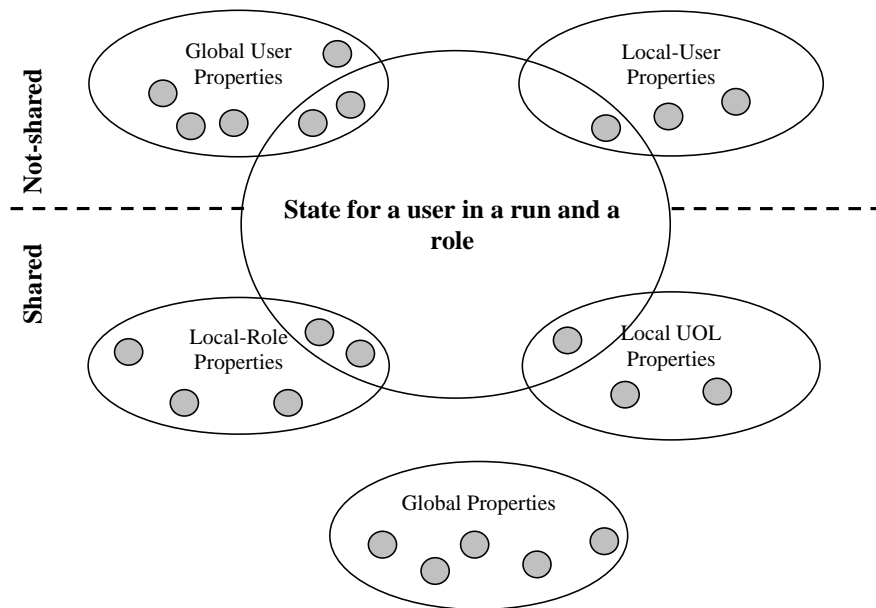 Not-shared
Shared
Global User
Properties
Local-User
Properties
State for a user in a run and a
role
Local-Role
Properties
Local UOL
Properties
Global Properties